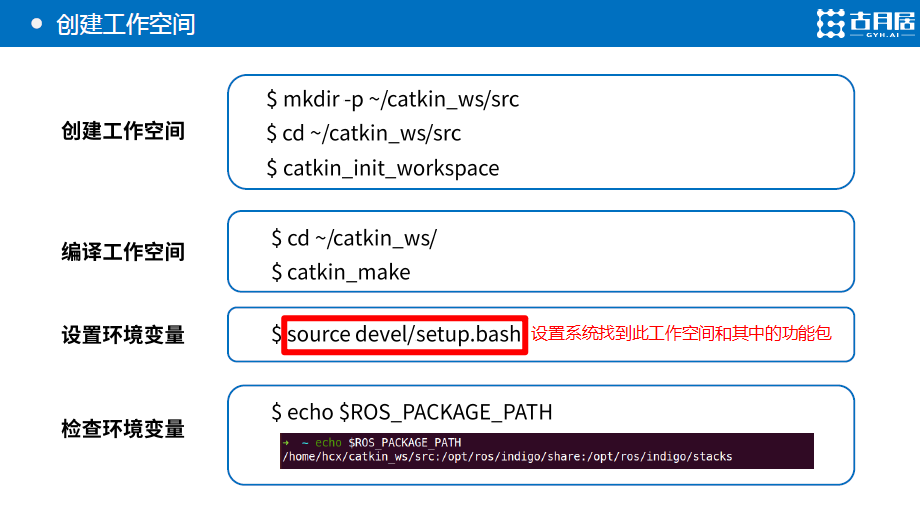 • 创建工作空间
古月居
GYH.AI
创建工作空间
$ mkdir -p ~/catkin_ws/src
$ cd ~/catkin_ws/src
$ catkin_init_workspace
编译工作空间
$ cd ~/catkin_ws/
$ catkin_make
设置环境变量
$ source devel/setup.bash 设置系统找到此工作空间和其中的功能包
检查环境变量
$ echo $ROS_PACKAGE_PATH
➜ ~ echo $ROS_PACKAGE_PATH
/home/hcx/catkin_ws/src:/opt/ros/indigo/share:/opt/ros/indigo/stacks